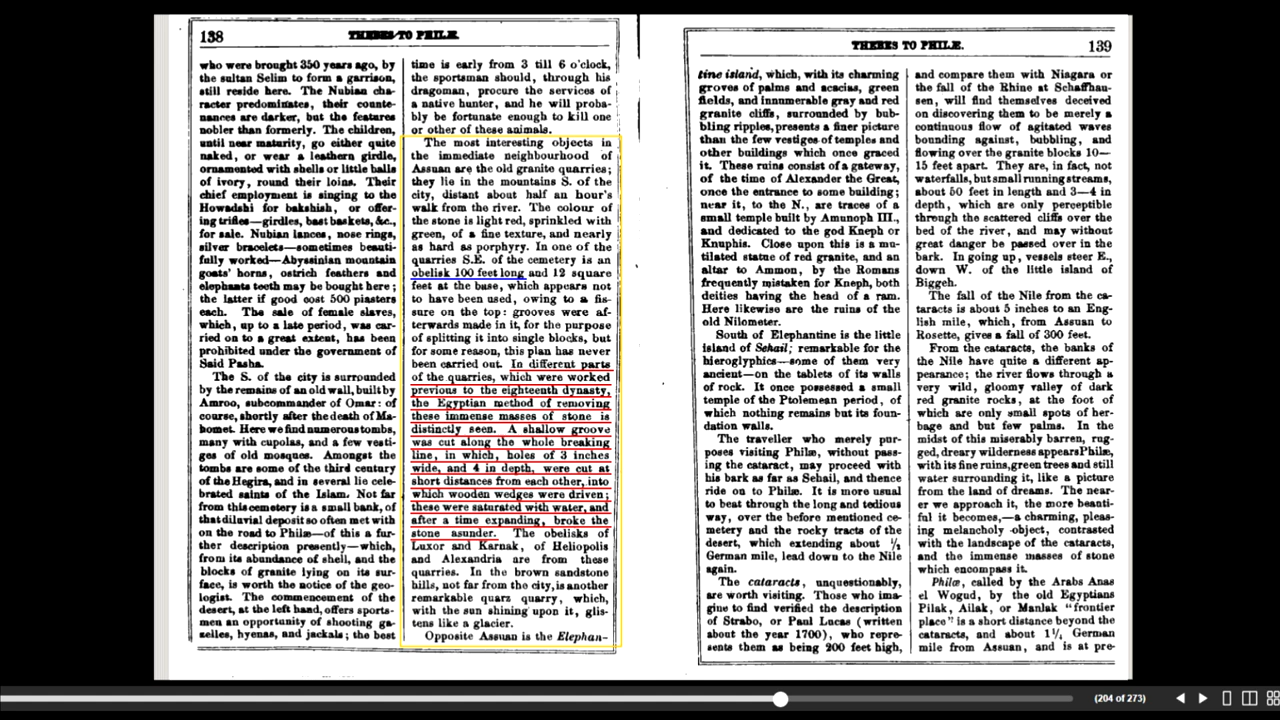 138
THEBES TO PHILÆ.
who were brought 350 years ago, by
the sultan Selim to form a garrison,
still reside here. The Nubian cha-
racter predominates, their counte-
nances are darker, but the features
nobler than formerly. The children,
until near maturity, go either quite
naked, or wear a leathern girdle,
ornamented with shells or little balls
of ivory, round their loins. Their
chief employment is singing to the
Howadshi for bakshish, or offer-
ing trifles—girdles, bast baskets, &c.
for sale. Nubian lances, nose rings,
silver bracelets—sometimes beauti-
fully worked—Abyssinian mountain
goats' horns, ostrich feathers and
elephants teeth may be bought here;
the latter if good cost 500 piasters
each. The sale of female slaves,
which, up to a late period, was car-
ried on to a great extent, has been
prohibited under the government of
Said Pasha.
The S. of the city is surrounded
by the remains of an old wall, built by
Amroo, subcommander of Omar: of
course, shortly after the death of Ma-
homet. Here we find numerous tombs,
many with cupolas, and a few vesti-
ges of old mosques. Amongst the
tombs are some of the third century
of the Hegira, and in several lie cele-
brated saints of the Islam. Not far
from this cemetery is a small bank, of
that diluvial deposit so often met with
on the road to Philæ—of this a fur-
ther description presently—which,
from its abundance of shell, and the
blocks of granite lying on its sur-
face, is worth the notice of the geo-
logist. The commencement of the
desert, at the left hand, offers sports-
men an opportunity of shooting ga-
zelles, hyenas, and jackals; the best
time is early from 3 till 6 o'clock,
the sportsman should, through his
dragoman, procure the services of
a native hunter, and he will proba-
bly be fortunate enough to kill one
or other of these animals.
The most interesting objects in
the immediate neighbourhood of
Assuan are the old granite quarries;
they lie in the mountains S. of the
city, distant about half an hour's
walk from the river. The colour of
the stone is light red, sprinkled with
green, of a fine texture, and nearly
as hard as porphyry. In one of the
quarries S.E. of the cemetery is an
obelisk 100 feet long and 12 square
feet at the base, which appears not
to have been used, owing to a fis-
sure on the top: grooves were af-
terwards made in it, for the purpose
of splitting it into single blocks, but
for some reason, this plan has never
been carried out. In different parts
of the quarries, which were worked
previous to the eighteenth dynasty,
the Egyptian method of removing
these immense masses of stone is
distinctly seen. A shallow groove
was cut along the whole breaking
line, in which, holes of 3 inches
wide, and 4 in depth, were cut at
short distances from each other, into
which wooden wedges were driven;
these were saturated with water, and
after a time expanding, broke the
stone asunder. The obelisks of
Luxor and Karnak, of Heliopolis
and Alexandria are from these
quarries. In the brown sandstone
hills, not far from the city, is another
remarkable quarz quarry, which,
with the sun shining upon it, glis-
tens like a glacier.
Opposite Assuan is the Elephan-
THEBES TO PHILÆ.
139
tine island, which, with its charming
groves of palms and acacias, green
fields, and innumerable gray and red
granite cliffs, surrounded by bub-
bling ripples, presents a finer picture
than the few vestiges of temples and
other buildings which once graced
it. These ruins consist of a gateway,
of the time of Alexander the Great,
once the entrance to some building;
near it, to the N., are traces of a
small temple built by Amunoph III.,
and dedicated to the god Kneph or
Knuphis. Close upon this is a mu-
tilated statue of red granite, and an
altar to Ammon, by the Romans
frequently mistaken for Kneph, both
deities having the head of a ram.
Here likewise are the ruins of the
old Nilometer.
South of Elephantine is the little
island of Sehail; remarkable for the
hieroglyphics—some of them very
ancient—on the tablets of its walls
of rock. It once possessed a small
temple of the Ptolemean period, of
which nothing remains but its foun-
dation walls.
The traveller who merely pur-
poses visiting Philæ, without pass-
ing the cataract, may proceed with
his bark as far as Sehail, and thence
ride on to Philæ. It is more usual
to beat through the long and tedious
way, over the before mentioned ce-
metery and the rocky tracts of the
desert, which extending about ½
German mile, lead down to the Nile
again.
The cataracts, unquestionably,
are worth visiting. Those who ima-
gine to find verified the description
of Strabo, or Paul Lucas (written
about the year 1700), who repre-
sents them as being 200 feet high,
and compare them with Niagara or
the fall of the Rhine at Schaffhau-
sen, will find themselves deceived
on discovering them to be merely a
continuous flow of agitated waves
bounding against, bubbling, and
flowing over the granite blocks 10—
15 feet apart. They are, in fact, not
waterfalls, but small running streams,
about 50 feet in length and 3—4 in
depth, which are only perceptible
through the scattered cliffs over the
bed of the river, and may without
great danger be passed over in the
bark. In going up, vessels steer E.,
down W. of the little island of
Biggeh.
The fall of the Nile from the ca-
taracts is about 5 inches to an Eng-
lish mile, which, from Assuan to
Rosette, gives a fall of 300 feet.
From the cataracts, the banks of
the Nile have quite a different ap-
pearance; the river flows through a
very wild, gloomy valley of dark
red granite rocks, at the foot of
which are only small spots of her-
bage and but few palms. In the
midst of this miserably barren, rug-
ged, dreary wilderness appears Philæ,
with its fine ruins, green trees and still
water surrounding it, like a picture
from the land of dreams. The near-
er we approach it, the more beauti-
ful it becomes,—a charming, pleas-
ing melancholy object, contrasted
with the landscape of the cataracts,
and the immense masses of stone
which encompass it.
Philæ, called by the Arabs Anas
el Wogud, by the old Egyptians
Pilak, Ailak, or Manlak "frontier
place" is a short distance beyond the
cataracts, and about 1¼ German
mile from Assuan, and is at pre-
(204 of 273)